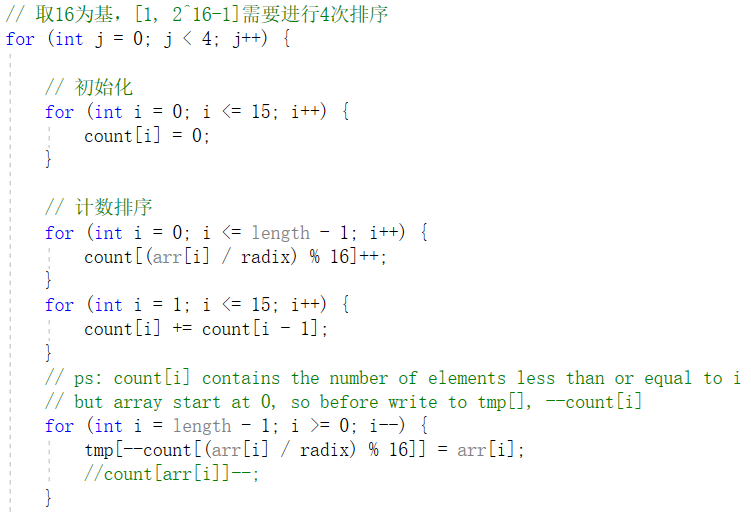 // 取16为基，[1, 2^16-1]需要进行4次排序
for (int j = 0; j < 4; j++) {
// 初始化
for (int i = 0; i <= 15; i++) {
count[i] = 0;
}
// 计数排序
for (int i = 0; i <= length - 1; i++) {
count[(arr[i] / radix) % 16]++;
}
for (int i = 1; i <= 15; i++) {
count[i] += count[i - 1];
}
// ps: count[i] contains the number of elements less than or equal to i
// but array start at 0, so before write to tmp[], --count[i]
for (int i = length - 1; i >= 0; i--) {
tmp[--count[(arr[i] / radix) % 16]] = arr[i];
//count[arr[i]]--;
}